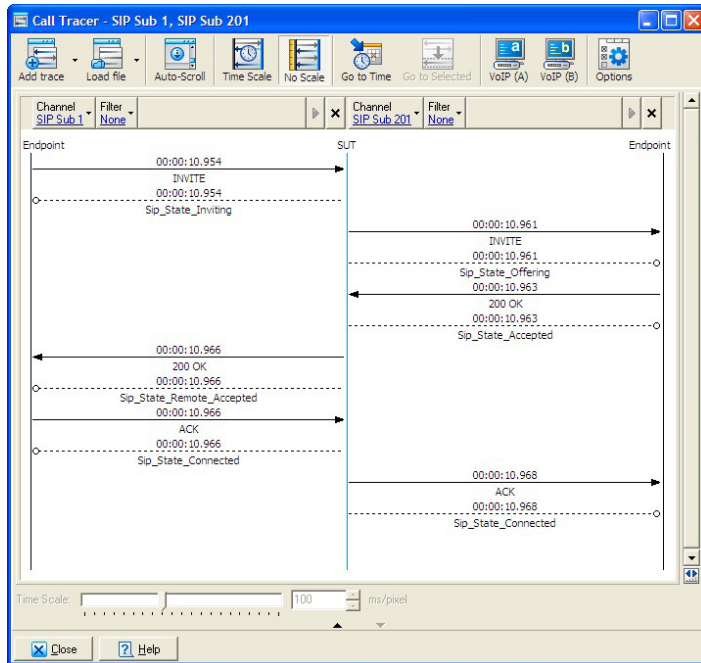 Call Tracer - SIP Sub 1, SIP Sub 201
Add trace Load file Auto-Scroll Time Scale No Scale Go to Time Go to Selected VoIP (A) VoIP (B) Options
Channel Filter Channel Filter
SIP Sub 1 None SIP Sub 201 None
Endpoint SUT Endpoint
00:00:10.954
INVITE
00:00:10.954
Sip_State_Inviting
00:00:10.961
INVITE
00:00:10.961
Sip_State_Offering
00:00:10.963
200 OK
00:00:10.963
Sip_State_Accepted
00:00:10.966
200 OK
00:00:10.966
Sip_State_Remote_Accepted
00:00:10.966
ACK
00:00:10.966
Sip_State_Connected
00:00:10.968
ACK
00:00:10.968
Sip_State_Connected
Time Scale: 100 ms/pixel
Close Help